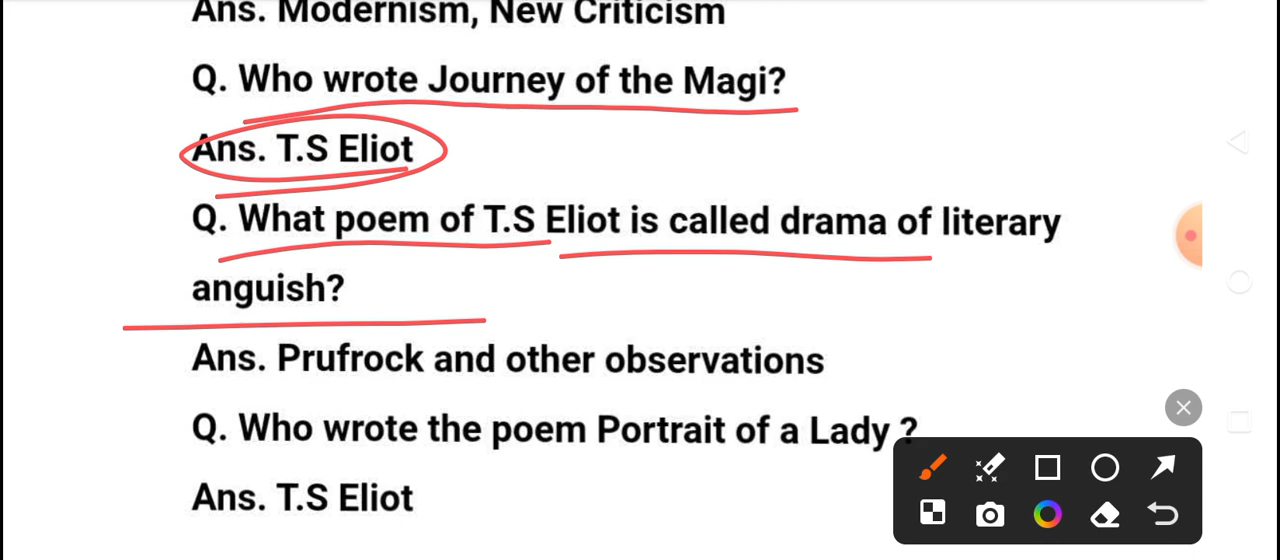 Ans. Modernism, New Criticism
Q. Who wrote Journey of the Magi?
Ans. T.S Eliot
Q. What poem of T.S Eliot is called drama of literary
anguish?
Ans. Prufrock and other observations
Q. Who wrote the poem Portrait of a Lady ?
Ans. T.S Eliot